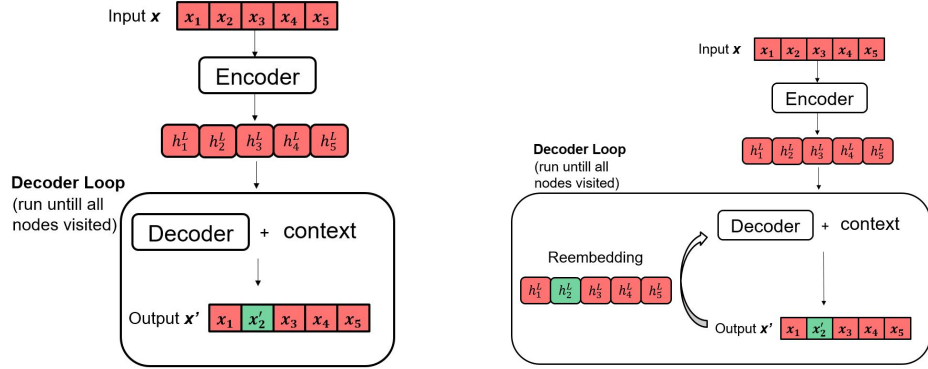 Input x x₁ x₂ x₃ x₄ x₅
Encoder
h₁ᴸ h₂ᴸ h₃ᴸ h₄ᴸ h₅ᴸ
Decoder Loop
(run untill all
nodes visited)
Decoder + context
Output x' x₁ x₂′ x₃ x₄ x₅
Input x x₁ x₂ x₃ x₄ x₅
Encoder
h₁ᴸ h₂ᴸ h₃ᴸ h₄ᴸ h₅ᴸ
Decoder Loop
(run untill all
nodes visited)
Decoder + context
Reembedding
h₁ᴸ h₂ᴸ h₃ᴸ h₄ᴸ h₅ᴸ
Output x' x₁ x₂′ x₃ x₄ x₅